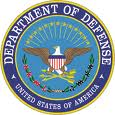 DEPARTMENT OF DEFENSE
UNITED STATES OF AMERICA